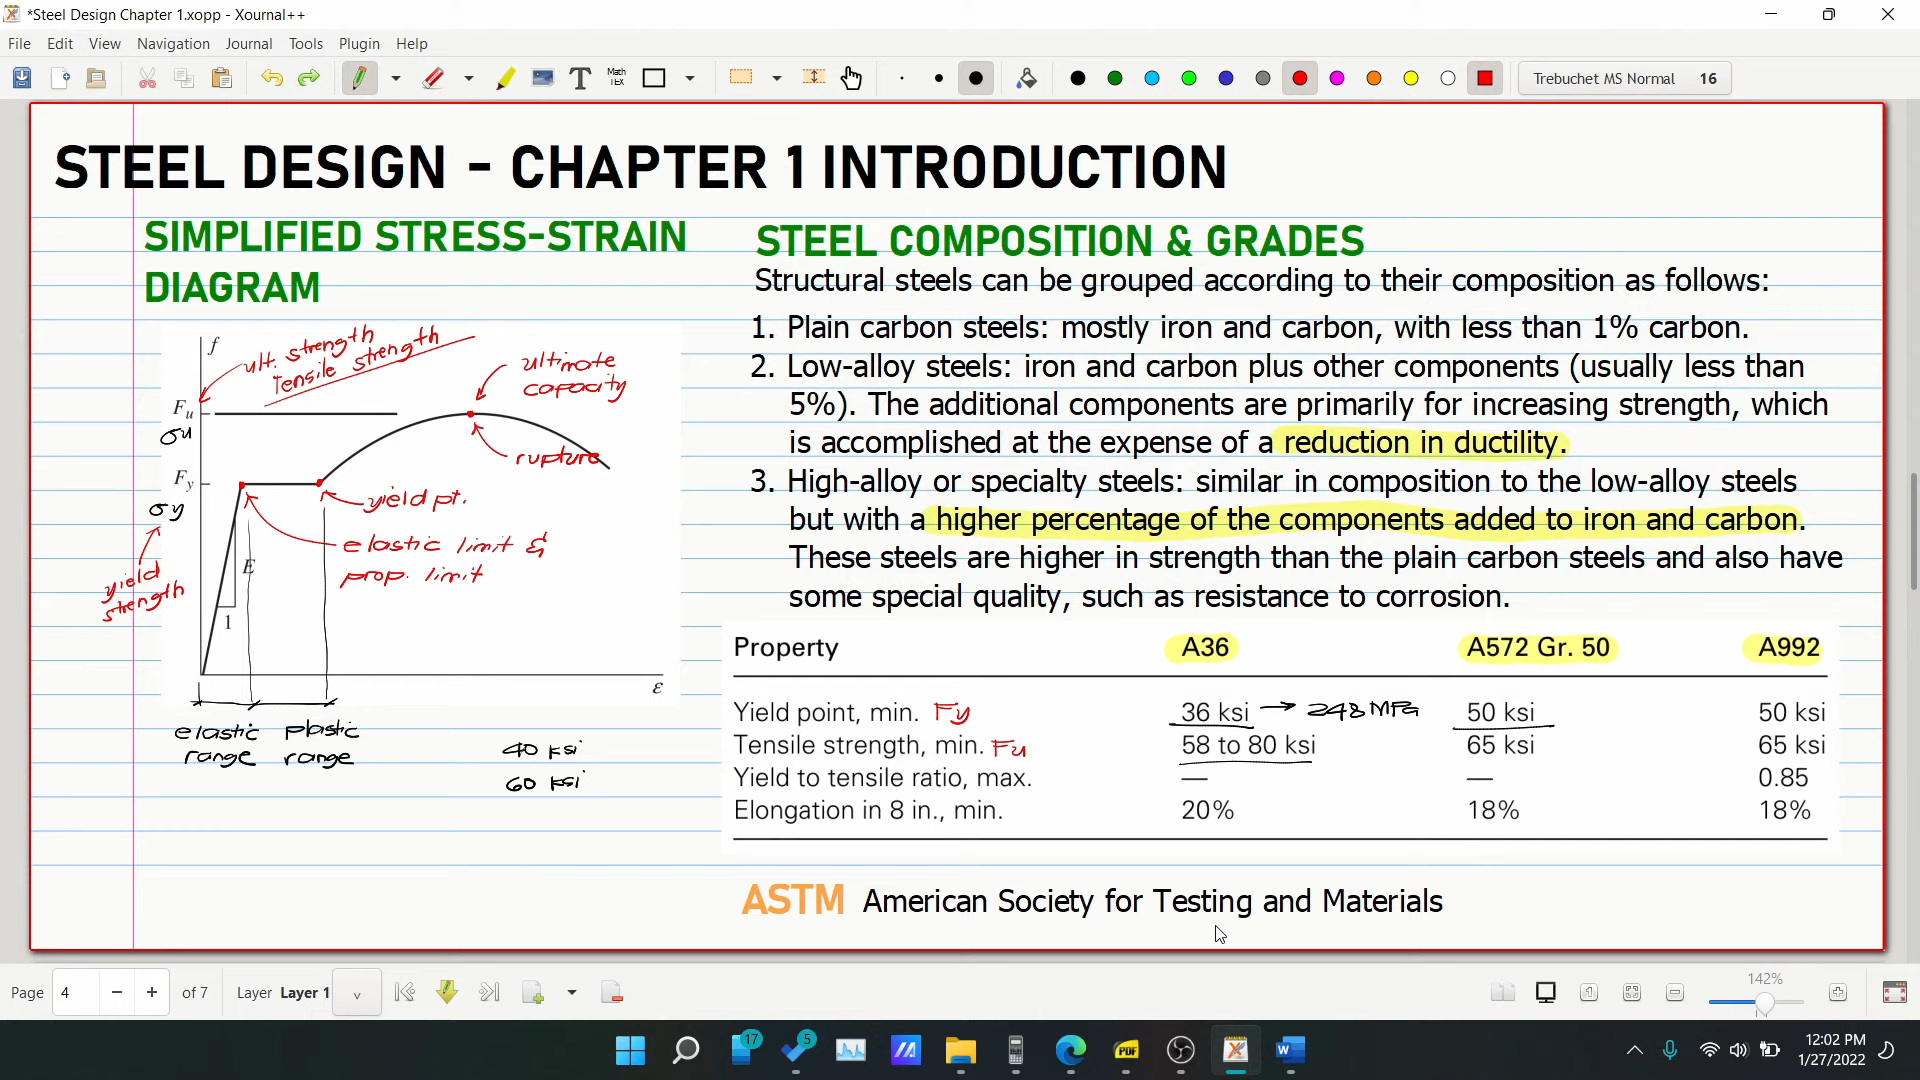 *Steel Design Chapter 1.xopp - Xournal++
File Edit View Navigation Journal Tools Plugin Help
Math
TEX
Trebuchet MS Normal 16
STEEL DESIGN - CHAPTER 1 INTRODUCTION
SIMPLIFIED STRESS-STRAIN
DIAGRAM
f
ult. strength
Tensile strength
ultimate
capacity
Fu
σu
rupture
Fy
σy
yield pt.
elastic limit &
prop. limit
yield
strength
E
1
ε
elastic range
plastic range
40 ksi
60 ksi
STEEL COMPOSITION & GRADES
Structural steels can be grouped according to their composition as follows:
1. Plain carbon steels: mostly iron and carbon, with less than 1% carbon.
2. Low-alloy steels: iron and carbon plus other components (usually less than
5%). The additional components are primarily for increasing strength, which
is accomplished at the expense of a reduction in ductility.
3. High-alloy or specialty steels: similar in composition to the low-alloy steels
but with a higher percentage of the components added to iron and carbon.
These steels are higher in strength than the plain carbon steels and also have
some special quality, such as resistance to corrosion.
Property A36 A572 Gr. 50 A992
Yield point, min. Fy 36 ksi → 248 MPa 50 ksi 50 ksi
Tensile strength, min. Fu 58 to 80 ksi 65 ksi 65 ksi
Yield to tensile ratio, max. — — 0.85
Elongation in 8 in., min. 20% 18% 18%
ASTM American Society for Testing and Materials
Page 4 of 7 Layer Layer 1 142%
17
5
PDF
W
12:02 PM
1/27/2022